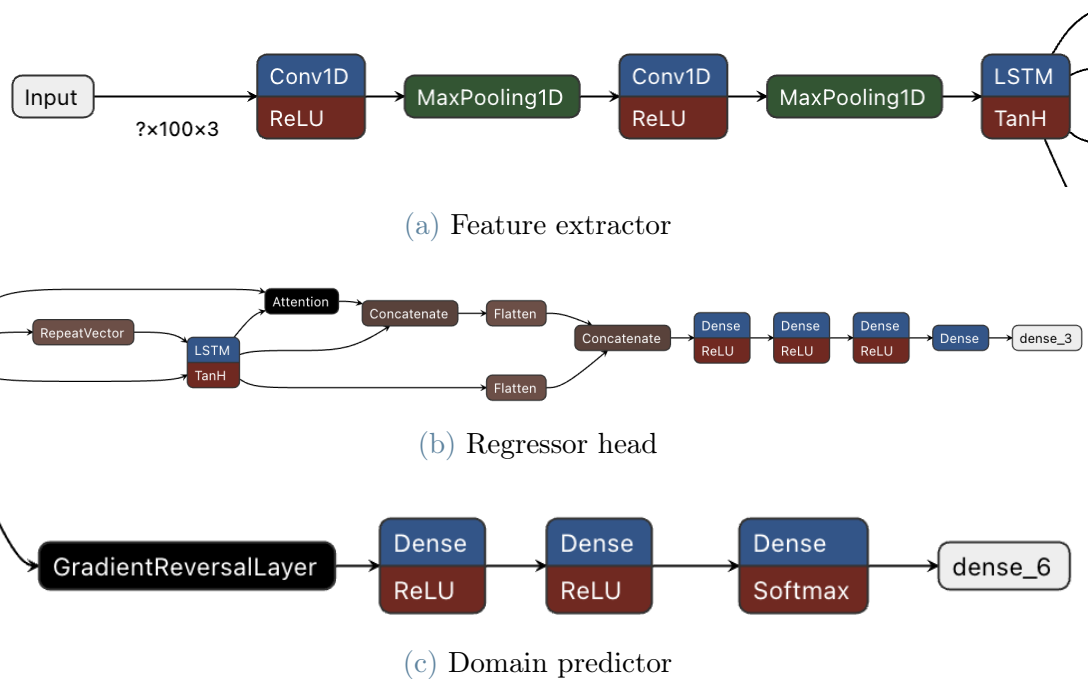 Input
?×100×3
Conv1D
ReLU
MaxPooling1D
Conv1D
ReLU
MaxPooling1D
LSTM
TanH
(a) Feature extractor
RepeatVector
LSTM
TanH
Attention
Concatenate
Flatten
Flatten
Concatenate
Dense
ReLU
Dense
ReLU
Dense
ReLU
Dense
dense_3
(b) Regressor head
GradientReversalLayer
Dense
ReLU
Dense
ReLU
Dense
Softmax
dense_6
(c) Domain predictor